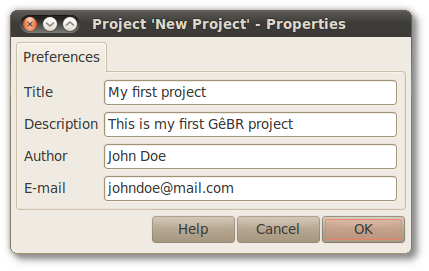 Project 'New Project' - Properties
Preferences
Title My first project
Description This is my first GêBR project
Author John Doe
E-mail johndoe@mail.com
Help Cancel OK